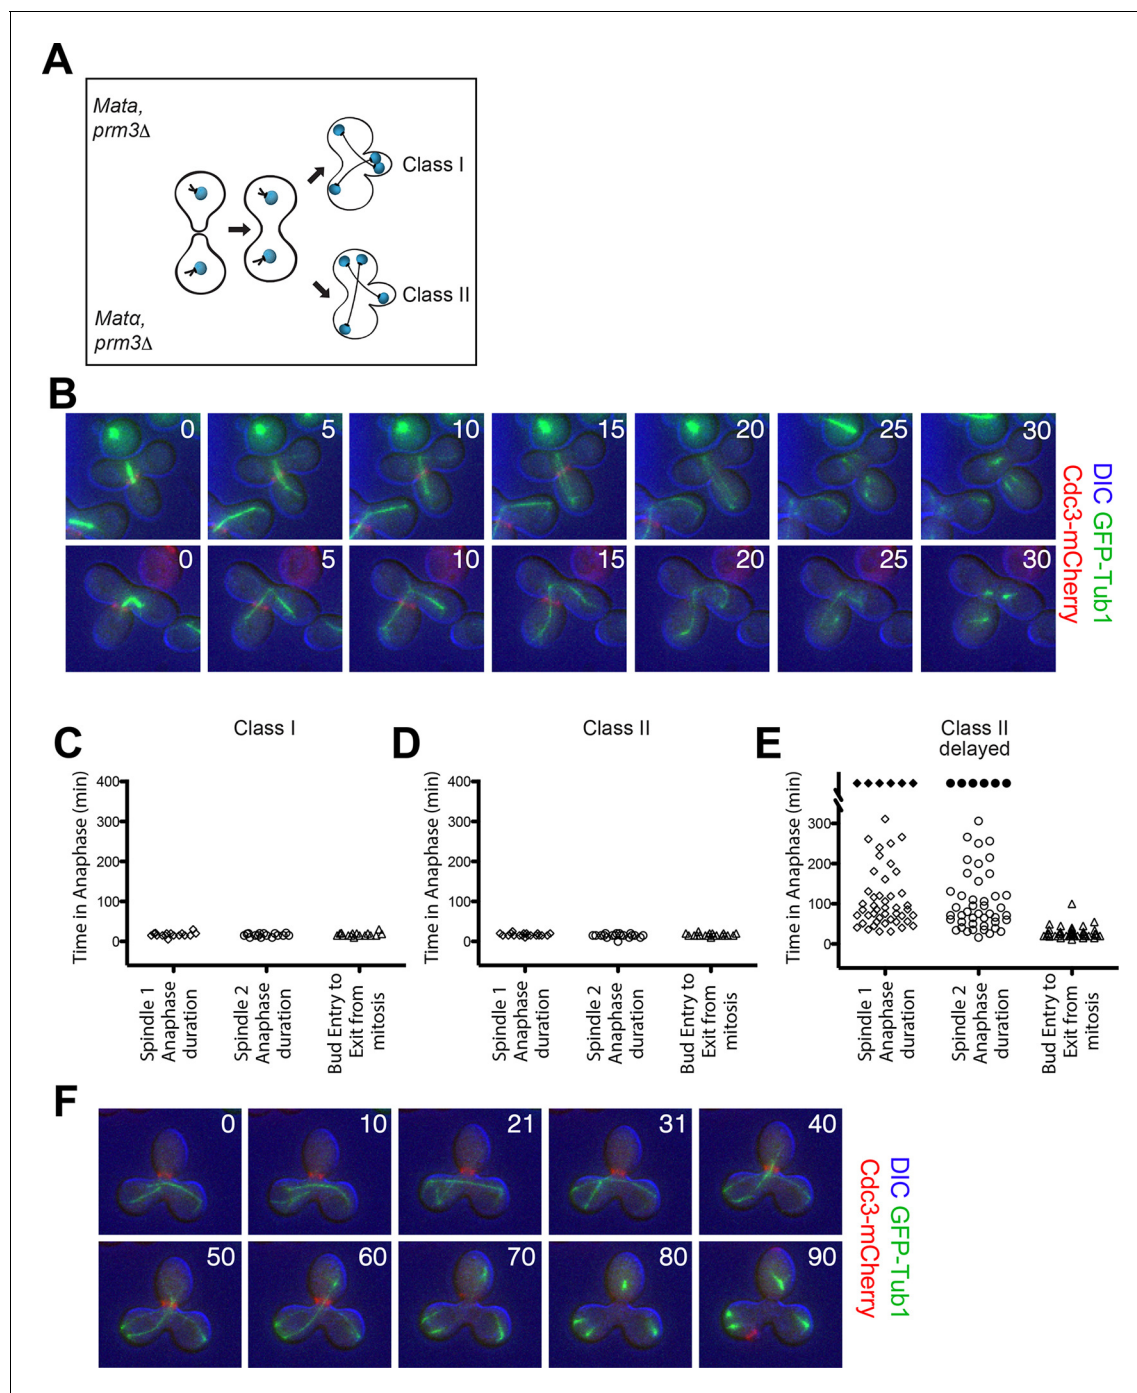 A
Mata,
prm3Δ
Class I
Class II
Matα,
prm3Δ
B
0
5
10
15
20
25
30
0
5
10
15
20
25
30
DIC GFP-Tub1
Cdc3-mCherry
C
Class I
Time in Anaphase (min)
400
300
200
100
0
Spindle 1
Anaphase
duration
Spindle 2
Anaphase
duration
Bud Entry to
Exit from
mitosis
D
Class II
Time in Anaphase (min)
400
300
200
100
0
Spindle 1
Anaphase
duration
Spindle 2
Anaphase
duration
Bud Entry to
Exit from
mitosis
E
Class II
delayed
Time in Anaphase (min)
300
200
100
0
Spindle 1
Anaphase
duration
Spindle 2
Anaphase
duration
Bud Entry to
Exit from
mitosis
F
0
10
21
31
40
50
60
70
80
90
DIC GFP-Tub1
Cdc3-mCherry